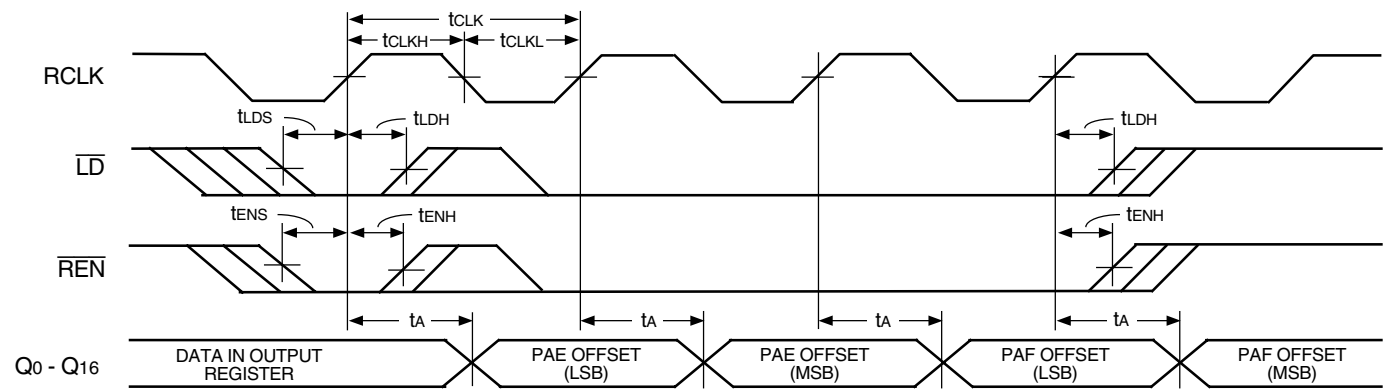 tCLK
tCLKH
tCLKL
RCLK
tLDS
tLDH
tLDH
LD
tENS
tENH
tENH
REN
tA
tA
tA
tA
Q0 - Q16
DATA IN OUTPUT
REGISTER
PAE OFFSET
(LSB)
PAE OFFSET
(MSB)
PAF OFFSET
(LSB)
PAF OFFSET
(MSB)